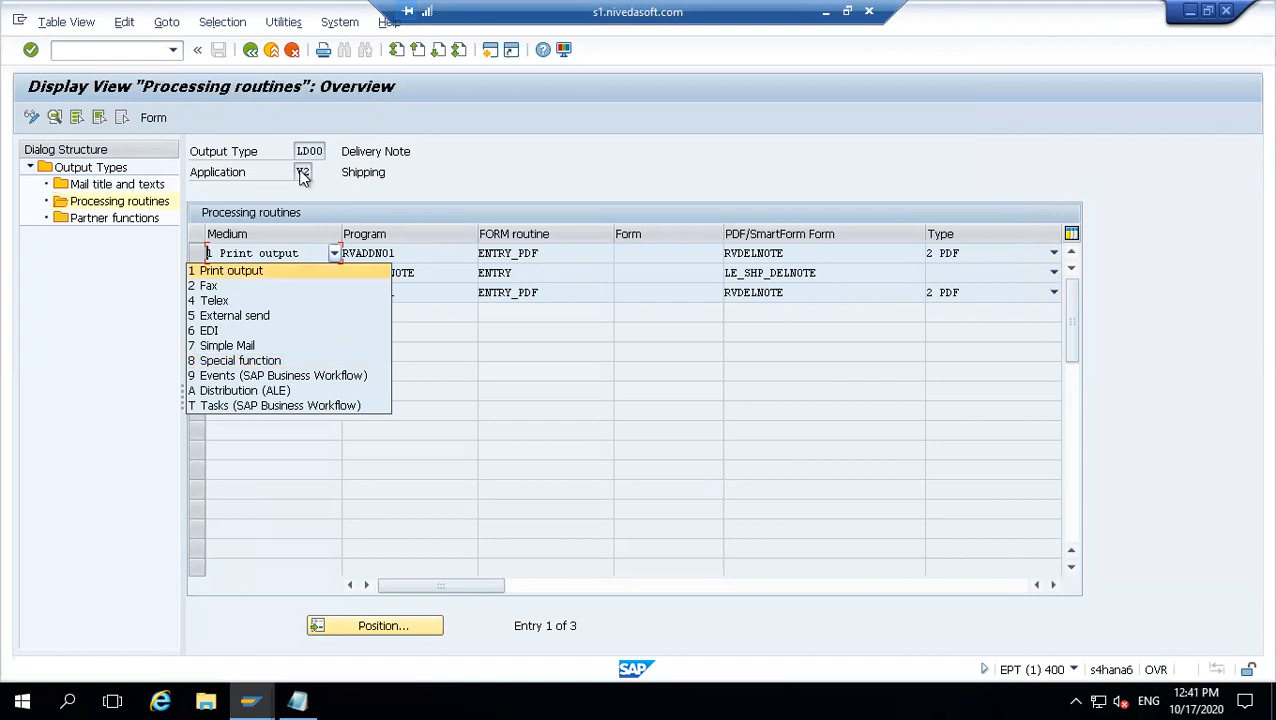 s1.nivedasoft.com
Table View Edit Goto Selection Utilities System Help
Display View "Processing routines": Overview
Form
Dialog Structure
Output Types
Mail title and texts
Processing routines
Partner functions
Output Type LD00 Delivery Note
Application Shipping
Processing routines
Medium Program FORM routine Form PDF/SmartForm Form Type
1 Print output RVADDN01 ENTRY_PDF RVDELNOTE 2 PDF
NOTE ENTRY LE_SHP_DELNOTE
ENTRY_PDF RVDELNOTE 2 PDF
1 Print output
2 Fax
4 Telex
5 External send
6 EDI
7 Simple Mail
8 Special function
9 Events (SAP Business Workflow)
A Distribution (ALE)
T Tasks (SAP Business Workflow)
Position... Entry 1 of 3
SAP
EPT (1) 400 s4hana6 OVR
ENG
12:41 PM
10/17/2020